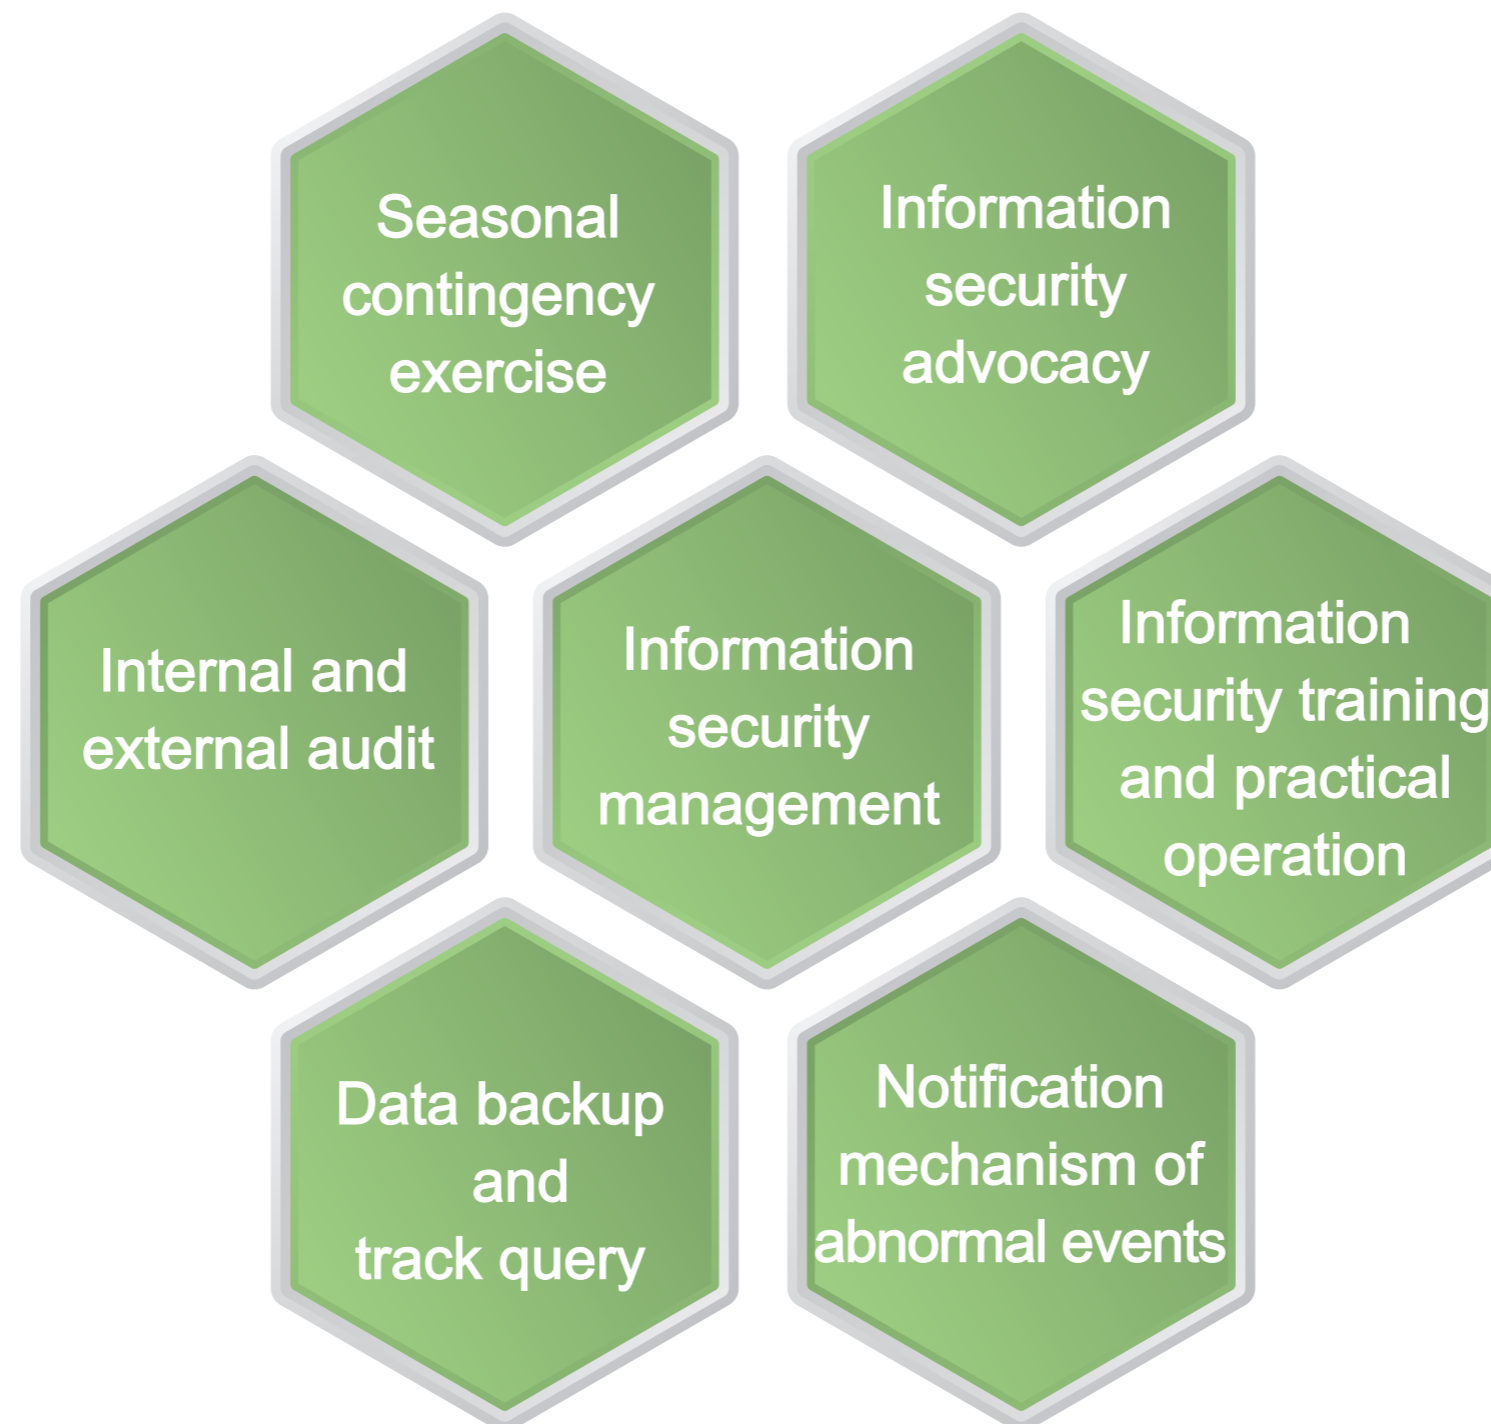 Seasonal
contingency
exercise
Information
security
advocacy
Internal and
external audit
Information
security
management
Information
security training
and practical
operation
Data backup
and
track query
Notification
mechanism of
abnormal events